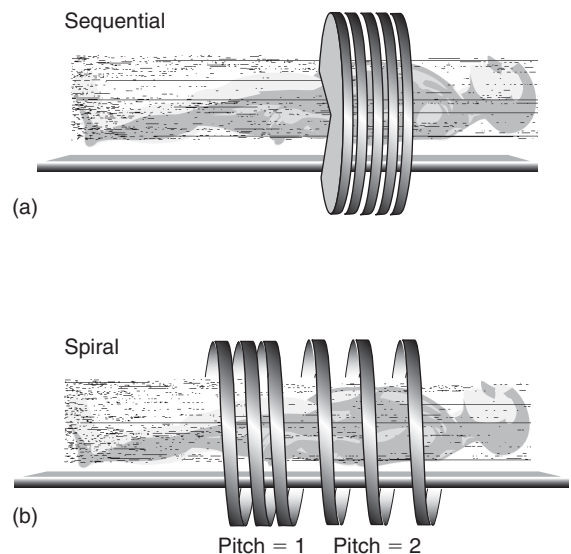 Sequential
(a)
Spiral
(b)
Pitch = 1 Pitch = 2